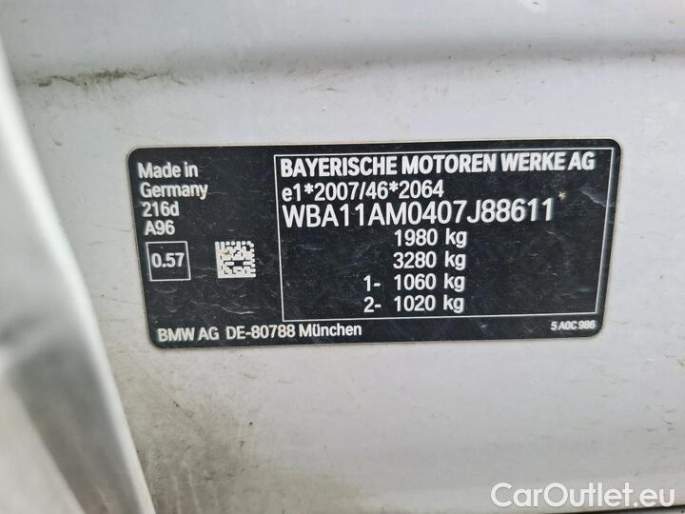 Made in
Germany
216d
A96
0.57
BAYERISCHE MOTOREN WERKE AG
e1*2007/46*2064
WBA11AM0407J88611
1980 kg
3280 kg
1- 1060 kg
2- 1020 kg
BMW AG DE-80788 München
5 A0C 986
CarOutlet.eu